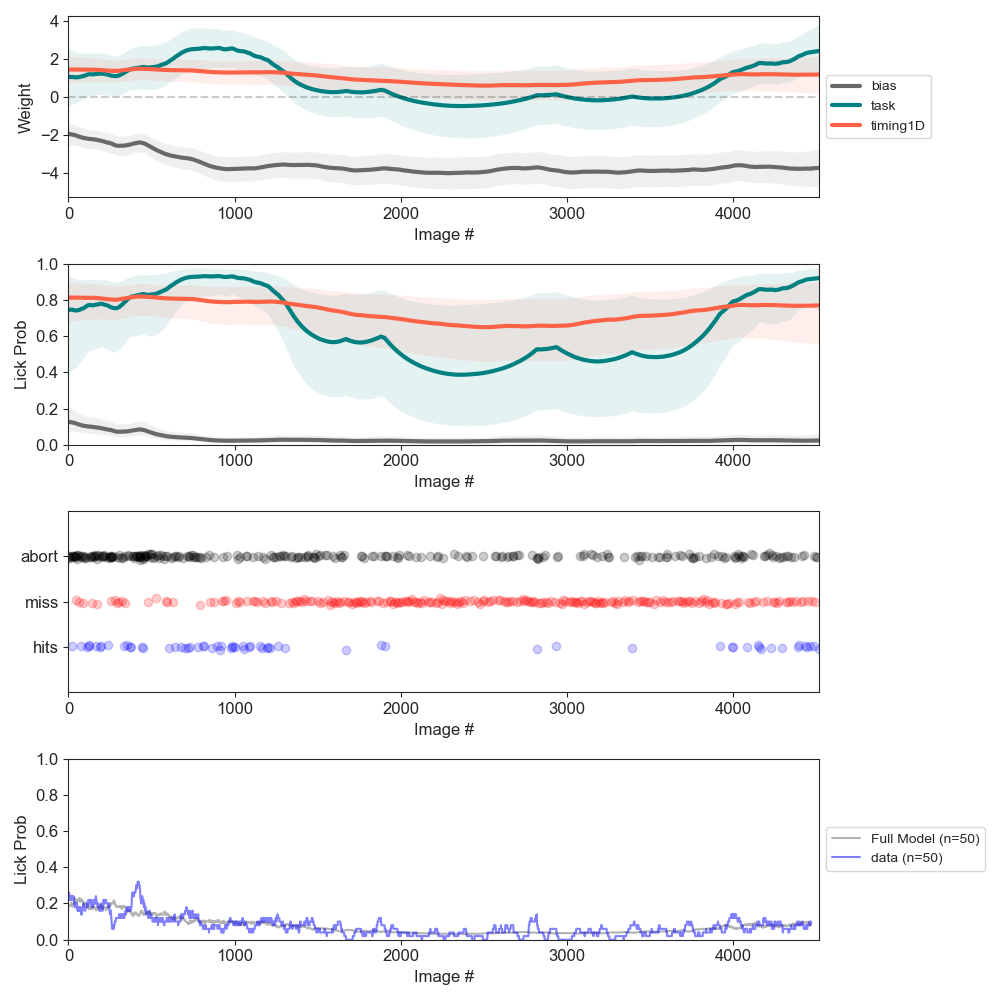 4
2
0
−2
−4
Weight
0 1000 2000 3000 4000
Image #
bias
task
timing1D
1.0
0.8
0.6
0.4
0.2
0.0
Lick Prob
0 1000 2000 3000 4000
Image #
abort
miss
hits
0 1000 2000 3000 4000
Image #
1.0
0.8
0.6
0.4
0.2
0.0
Lick Prob
0 1000 2000 3000 4000
Image #
Full Model (n=50)
data (n=50)